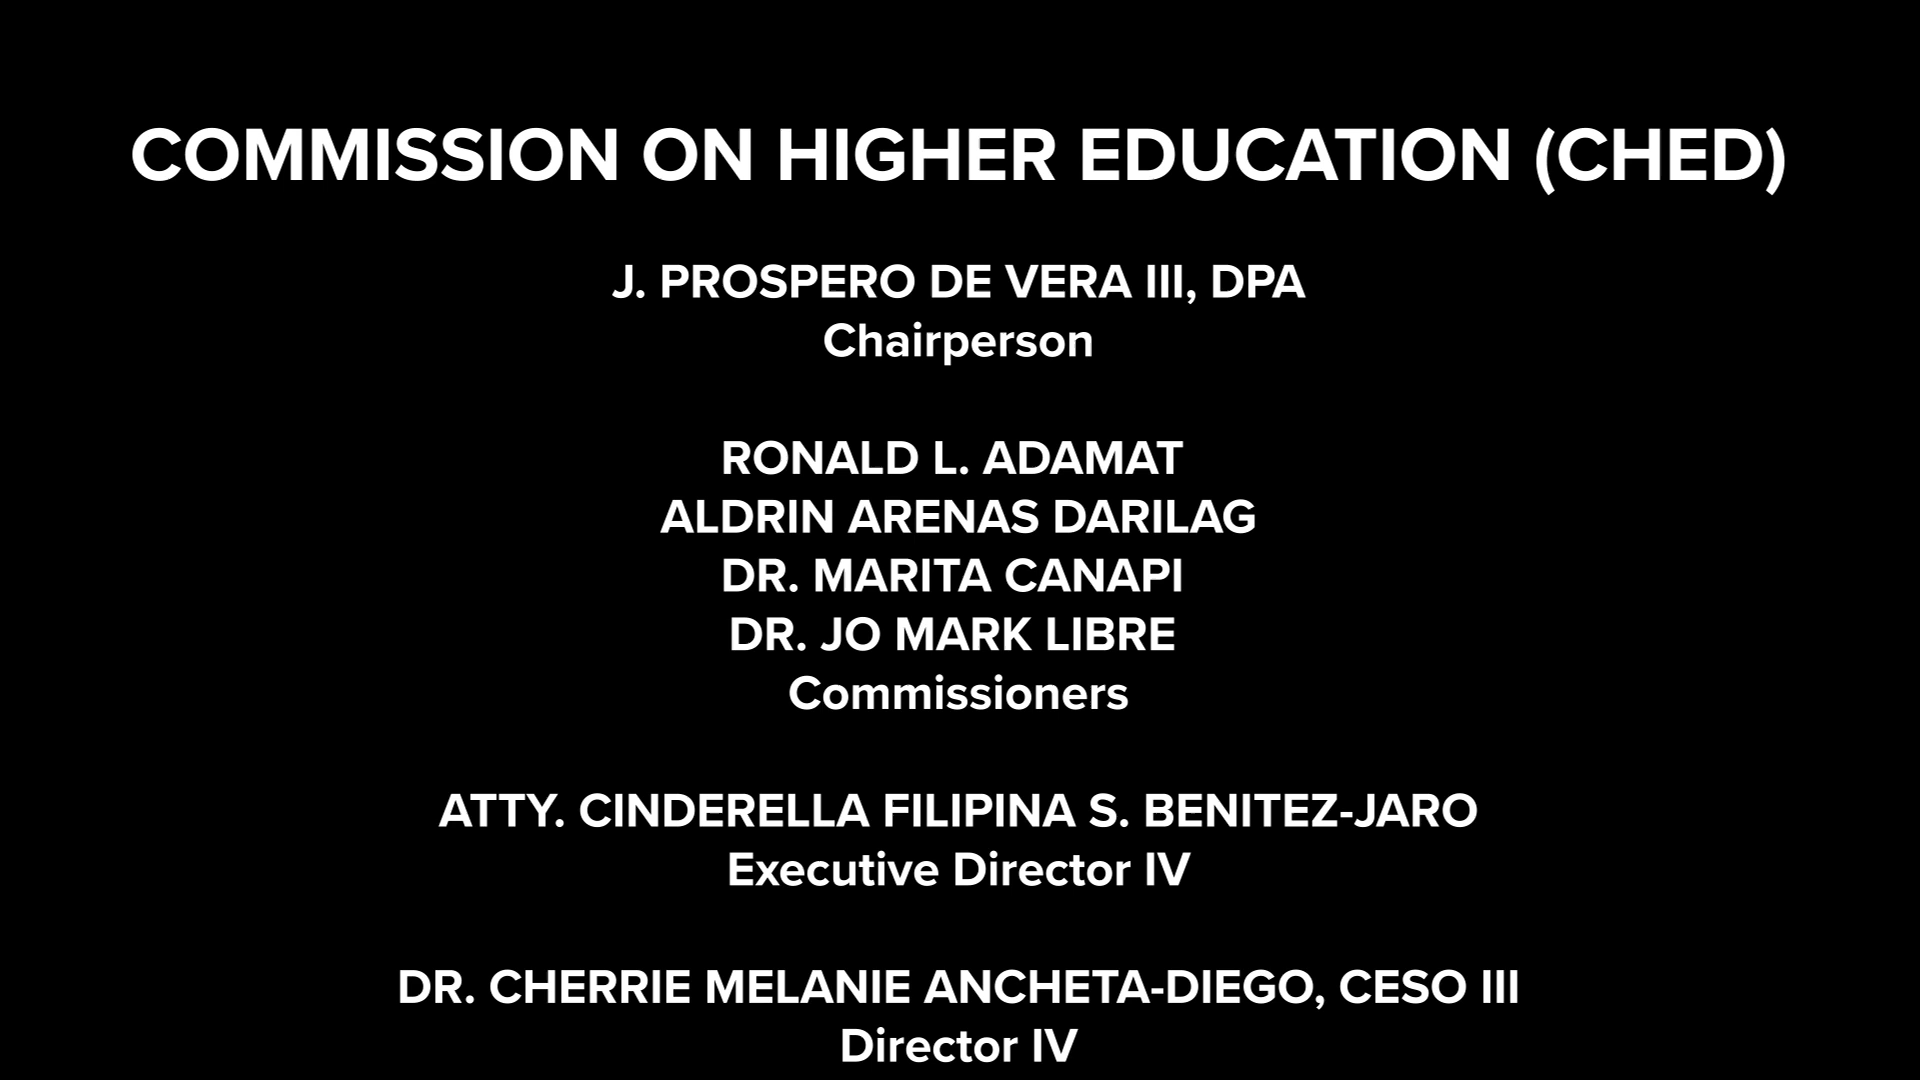 COMMISSION ON HIGHER EDUCATION (CHED)
J. PROSPERO DE VERA III, DPA
Chairperson
RONALD L. ADAMAT
ALDRIN ARENAS DARILAG
DR. MARITA CANAPI
DR. JO MARK LIBRE
Commissioners
ATTY. CINDERELLA FILIPINA S. BENITEZ-JARO
Executive Director IV
DR. CHERRIE MELANIE ANCHETA-DIEGO, CESO III
Director IV